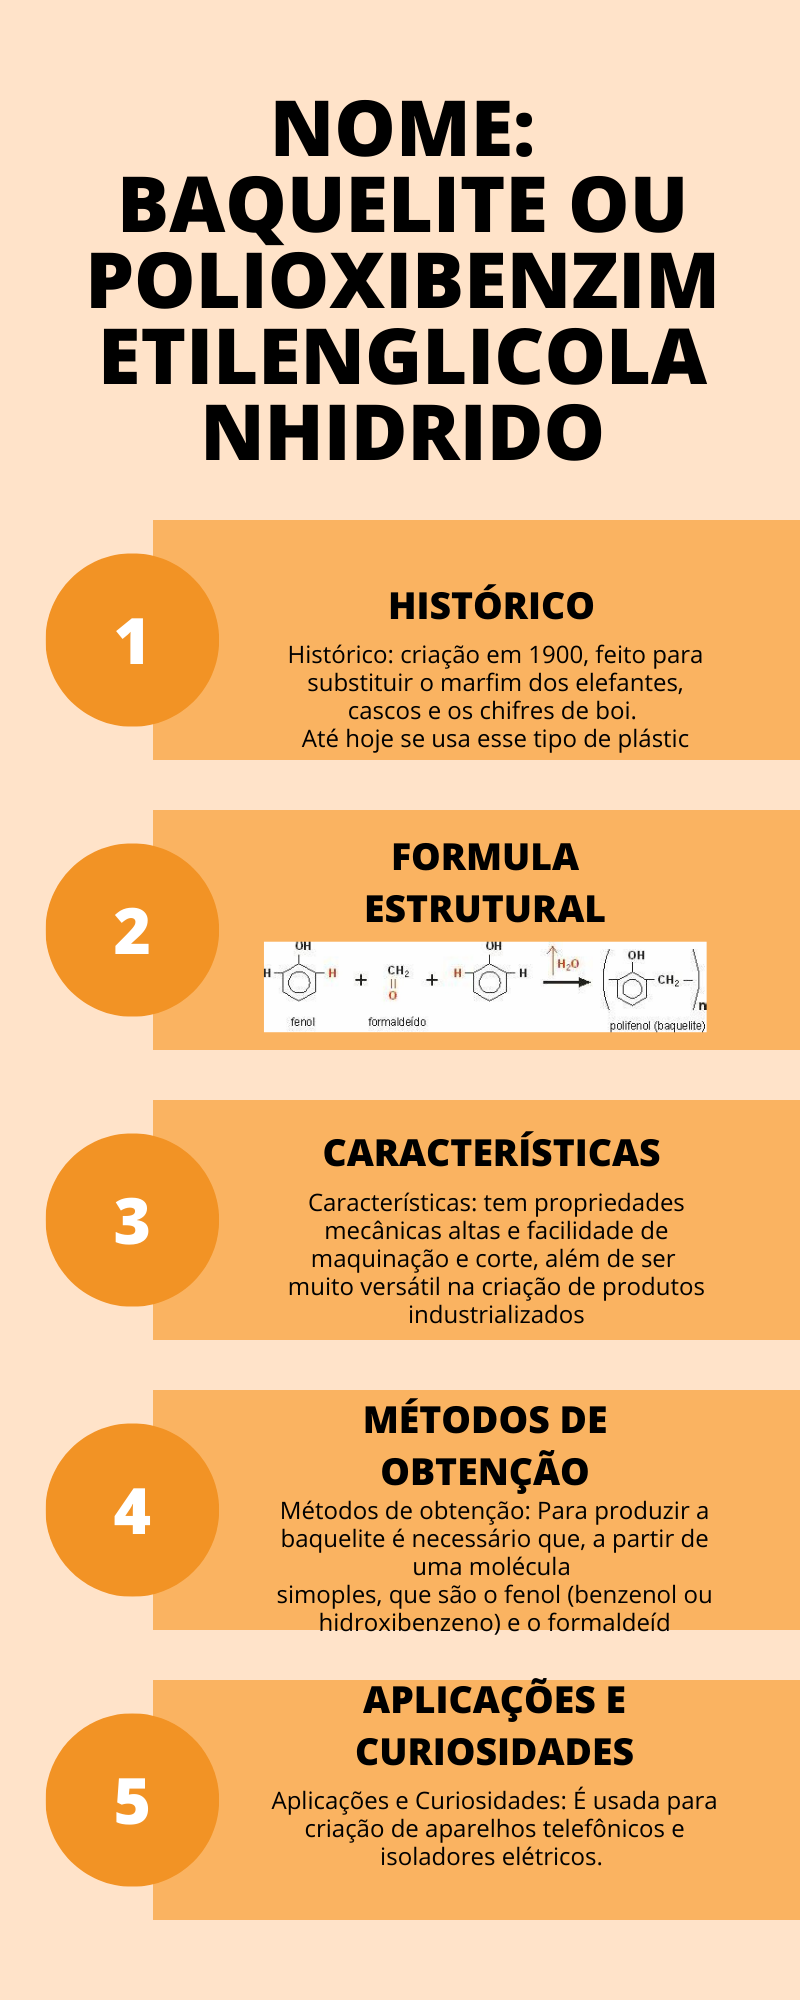 NOME:
BAQUELITE OU
POLIOXIBENZIM
ETILENGLICOLA
NHIDRIDO
1
HISTÓRICO
Histórico: criação em 1900, feito para
substituir o marfim dos elefantes,
cascos e os chifres de boi.
Até hoje se usa esse tipo de plástic
2
FORMULA
ESTRUTURAL
OH OH H₂O OH
H H + CH₂ + H H CH₂ n
O
fenol formaldeído polifenol (baquelite)
3
CARACTERÍSTICAS
Características: tem propriedades
mecânicas altas e facilidade de
maquinação e corte, além de ser
muito versátil na criação de produtos
industrializados
4
MÉTODOS DE
OBTENÇÃO
Métodos de obtenção: Para produzir a
baquelite é necessário que, a partir de
uma molécula
simoples, que são o fenol (benzenol ou
hidroxibenzeno) e o formaldeíd
5
APLICAÇÕES E
CURIOSIDADES
Aplicações e Curiosidades: É usada para
criação de aparelhos telefônicos e
isoladores elétricos.